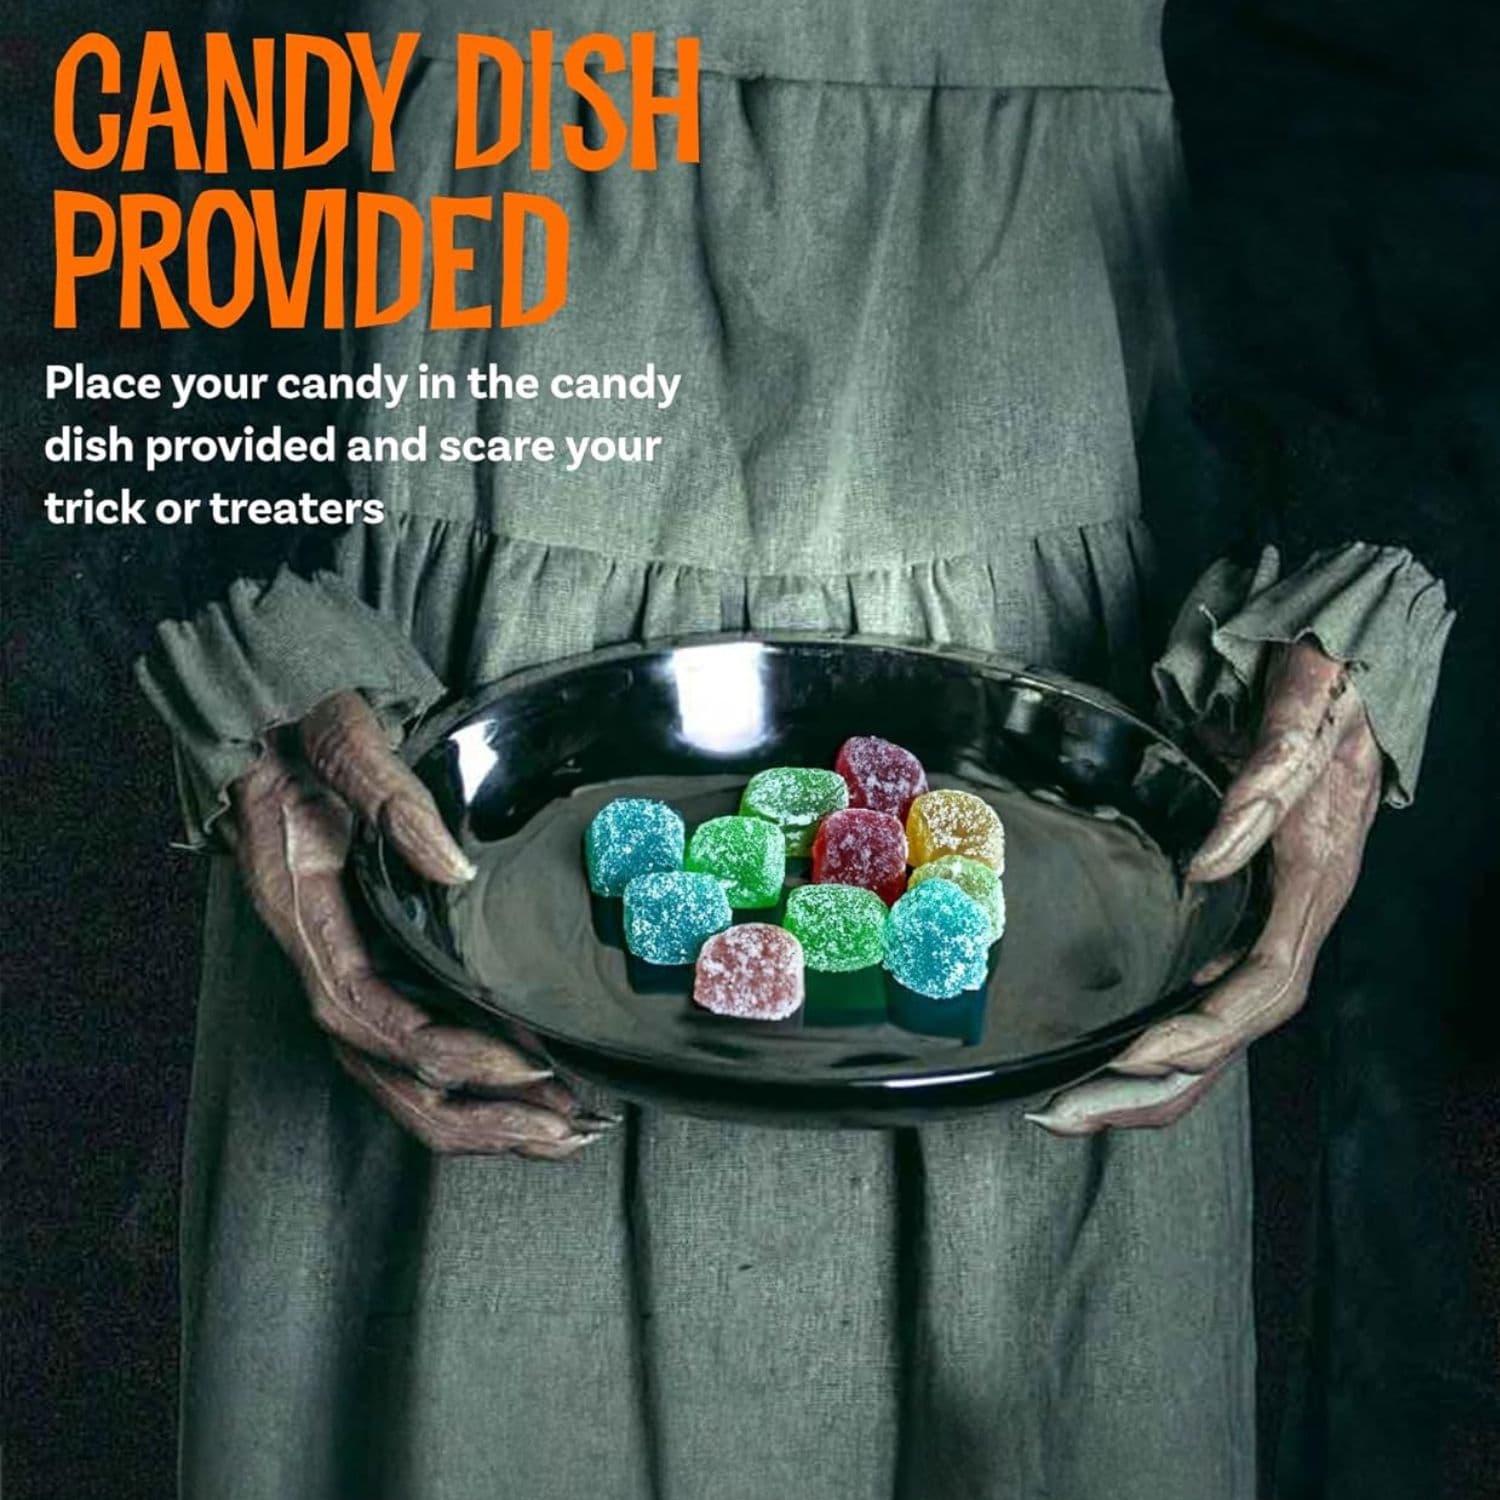 CANDY DISH
PROVIDED
Place your candy in the candy
dish provided and scare your
trick or treaters